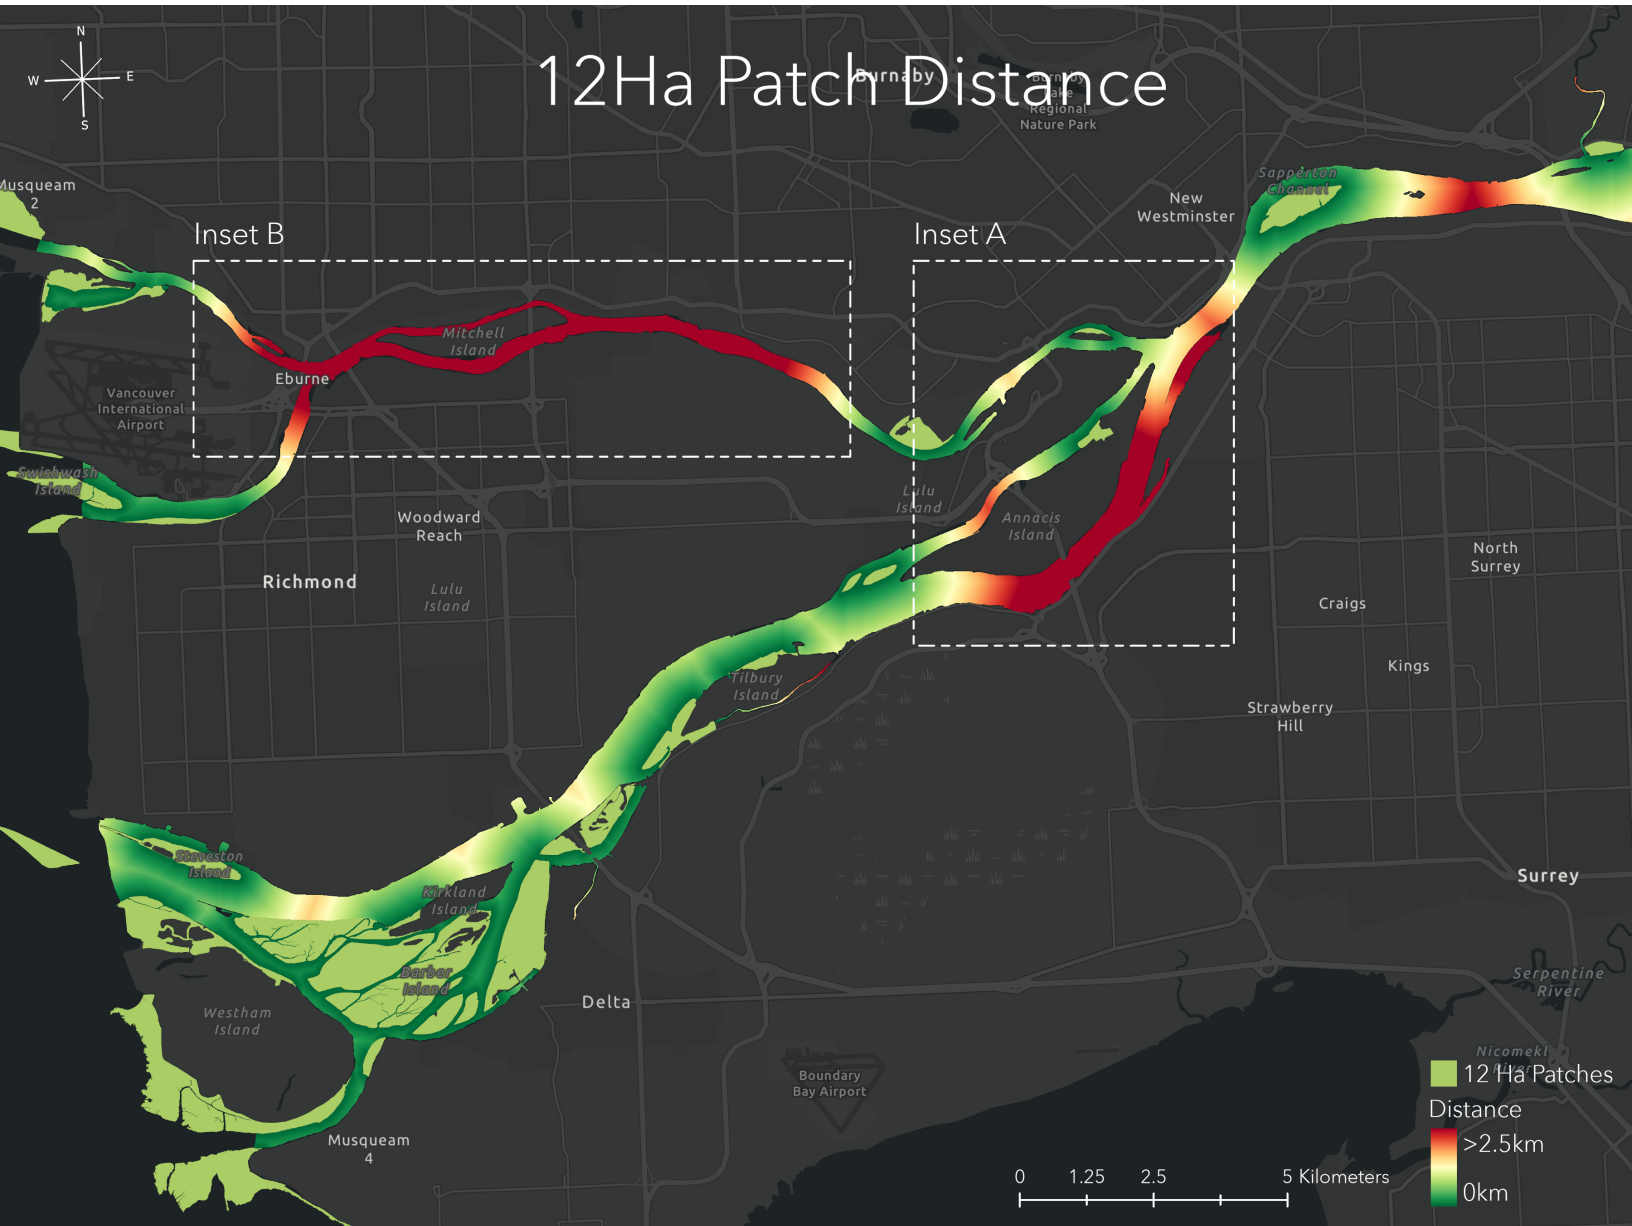 N
W E
S
12Ha Patch Distance
Burnaby
Burnaby
Lake
Regional
Nature Park
Musqueam
2
Sapperton
Channel
New
Westminster
Inset B
Inset A
Mitchell
Island
Eburne
Vancouver
International
Airport
Swishwash
Island
Woodward
Reach
Lulu
Island
Annacis
Island
Richmond
Lulu
Island
North
Surrey
Craigs
Kings
Tilbury
Island
Strawberry
Hill
Steveston
Island
Kirkland
Island
Surrey
Barber
Island
Delta
Westham
Island
Serpentine
River
Nicomekl
River
Boundary
Bay Airport
Musqueam
4
12 Ha Patches
Distance
>2.5km
0km
0 1.25 2.5 5 Kilometers